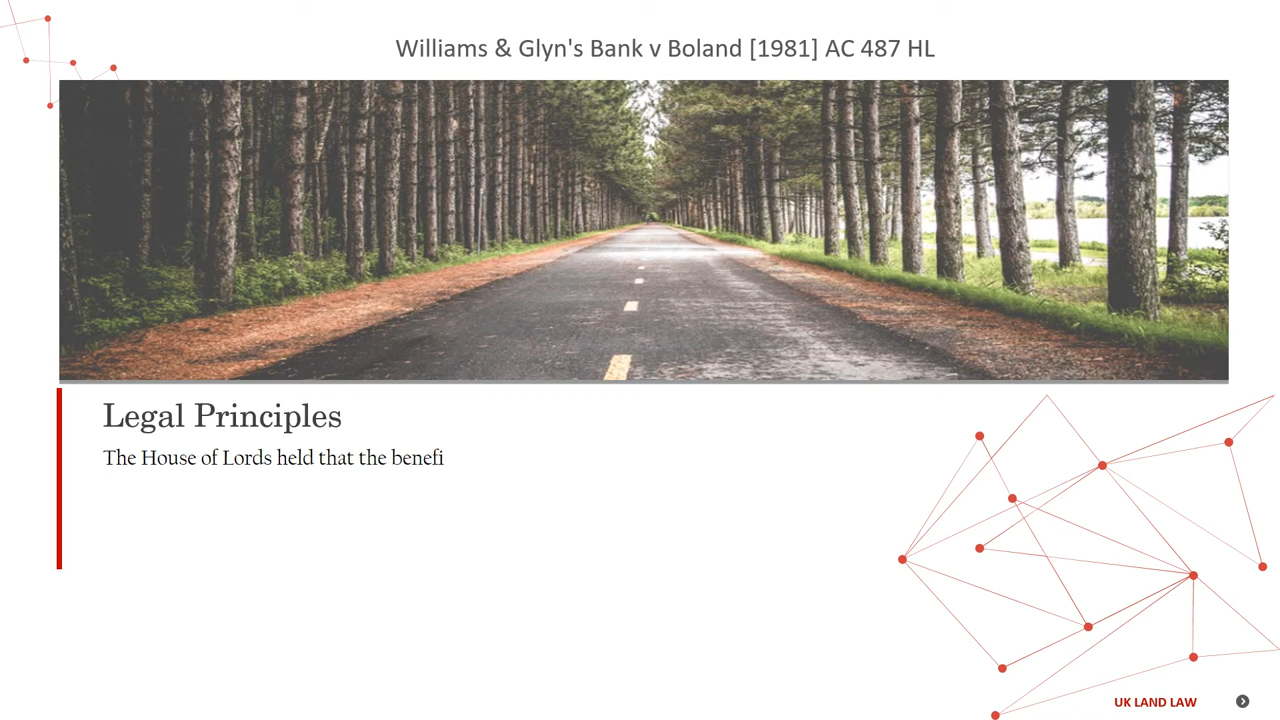 Williams & Glyn's Bank v Boland [1981] AC 487 HL
Legal Principles
The House of Lords held that the benefi
UK LAND LAW